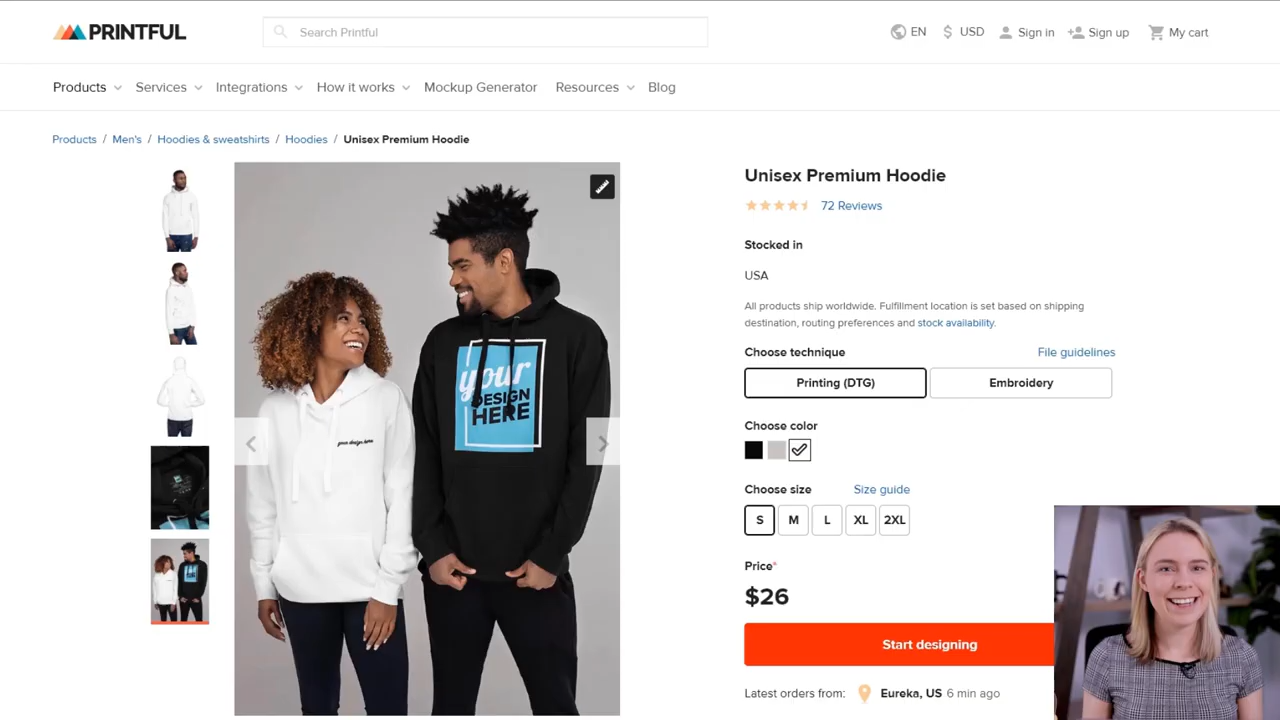 PRINTFUL
Search Printful
EN
USD
Sign in
Sign up
My cart
Products
Services
Integrations
How it works
Mockup Generator
Resources
Blog
Products / Men's / Hoodies & sweatshirts / Hoodies / Unisex Premium Hoodie
your design here
your
DESIGN
HERE
Unisex Premium Hoodie
72 Reviews
Stocked in
USA
All products ship worldwide. Fulfillment location is set based on shipping
destination, routing preferences and stock availability.
Choose technique
File guidelines
Printing (DTG)
Embroidery
Choose color
Choose size
Size guide
S
M
L
XL
2XL
Price*
$26
Start designing
Latest orders from:
Eureka, US 6 min ago